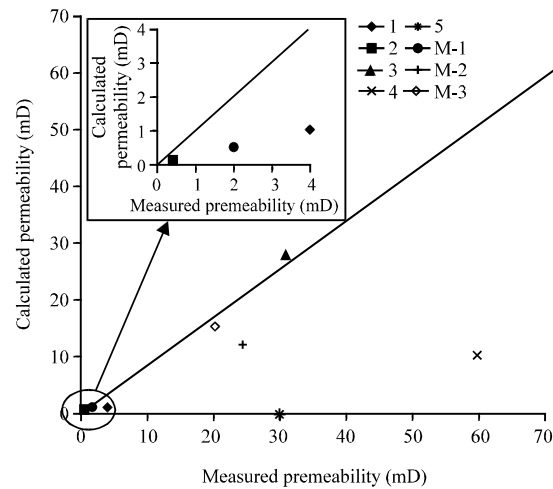 1 5
2 M-1
3 M-2
4 M-3
70
60
50
40
30
20
10
0
Calculated permeability (mD)
4
3
2
1
0
Calculated
permeability (mD)
0 1 2 3 4
Measured premeability (mD)
0 10 20 30 40 50 60 70
Measured premeability (mD)